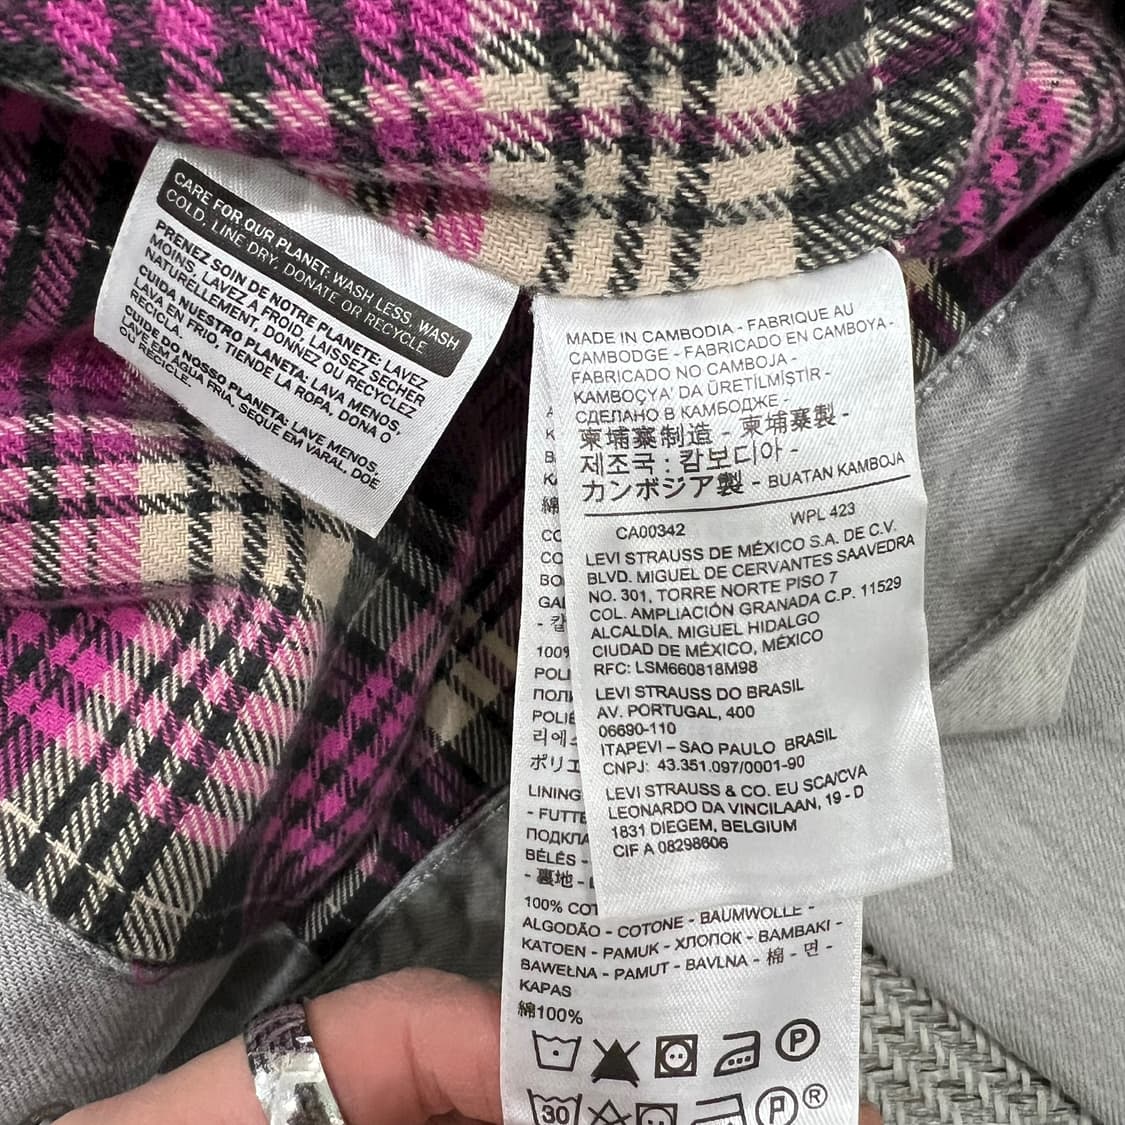 CARE FOR OUR PLANET: WASH LESS, WASH
COLD, LINE DRY, DONATE OR RECYCLE
PRENEZ SOIN DE NOTRE PLANETE: LAVEZ
MOINS, LAVEZ À FROID, LAISSEZ SECHER
NATURELLEMENT, DONNEZ OU RECYCLEZ
CUIDA NUESTRO PLANETA: LAVA MENOS,
LAVA EN FRIO, TIENDE LA ROPA, DONA O
RECICLA.
CUIDE DO NOSSO PLANETA: LAVE MENOS,
LAVE EM ÁGUA FRIA, SEQUE EM VARAL. DOE
OU RECICLE.
MADE IN CAMBODIA - FABRIQUE AU
CAMBODGE - FABRICADO EN CAMBOYA -
FABRICADO NO CAMBOJA -
KAMBOÇYA' DA ÜRETİLMİŞTİR -
СДЕЛАНО В КАМБОДЖЕ -
柬埔寨制造 - 柬埔寨製 -
제조국 : 캄보디아 -
カンボジア製 - BUATAN KAMBOJA
CA00342 WPL 423
LEVI STRAUSS DE MÉXICO S.A. DE C.V.
BLVD. MIGUEL DE CERVANTES SAAVEDRA
NO. 301, TORRE NORTE PISO 7
COL. AMPLIACIÓN GRANADA C.P. 11529
ALCALDÍA. MIGUEL HIDALGO
CIUDAD DE MÉXICO, MÉXICO
RFC: LSM660818M98
LEVI STRAUSS DO BRASIL
AV. PORTUGAL, 400
06690-110
ITAPEVI - SAO PAULO BRASIL
CNPJ: 43.351.097/0001-90
LEVI STRAUSS & CO. EU SCA/CVA
LEONARDO DA VINCILAAN, 19 - D
1831 DIEGEM, BELGIUM
CIF A 08298606
100%
LINING
BÉLÉS -
- 裏地 -
100% COT
ALGODÃO - COTONE - BAUMWOLLE -
KATOEN - PAMUK - ХЛОПОК - BAMBAKI -
BAWEŁNA - PAMUT - BAVLNA - 棉 - 면 -
KAPAS
綿100%
P
30 P ®